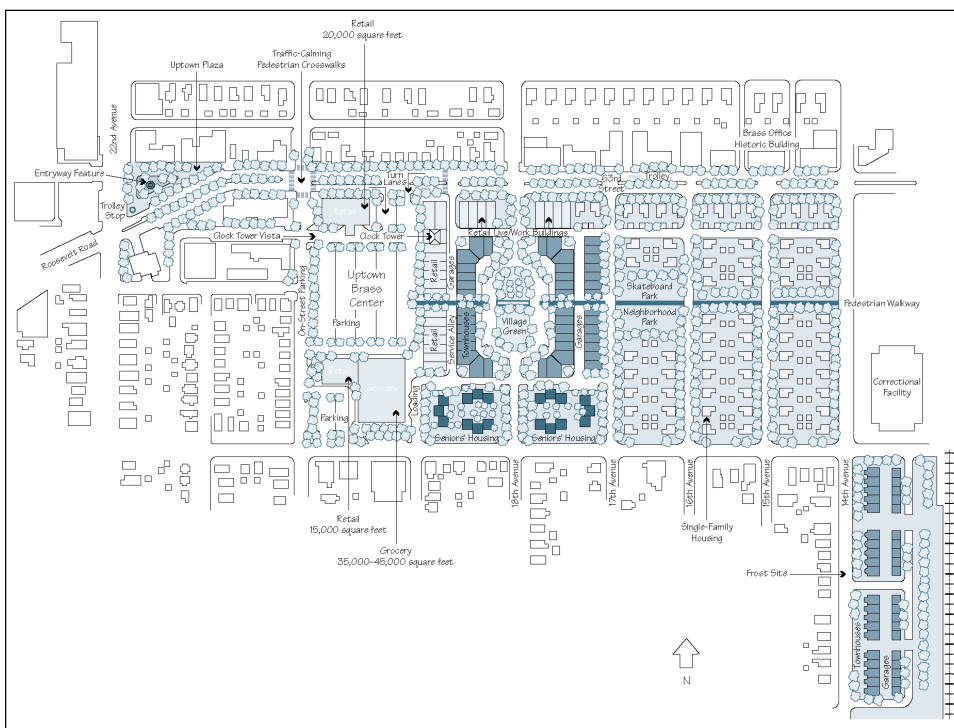 Retail
20,000 square feet
Traffic-Calming
Pedestrian Crosswalks
Uptown Plaza
22nd Avenue
Brass Office
Historic Building
Entryway Feature
Turn
Lanes
63rd
Street
Trolley
Trolley
Stop
Retail
Clock Tower Vista
Clock Tower
Retail Live/Work Buildings
Roosevelt Road
On-Street Parking
Uptown
Brass
Center
Retail
Garages
Skateboard
Park
Pedestrian Walkway
Neighborhood
Park
Village
Green
Parking
Retail
Service Alley
Townhouses
Garages
Retail
Grocery
Correctional
Facility
Parking
Loading
Seniors' Housing
Seniors' Housing
18th Avenue
17th Avenue
16th Avenue
15th Avenue
14th Avenue
Retail
15,000 square feet
Single-Family
Housing
Grocery
35,000–45,000 square feet
Frost Site
Townhouses
Garages
N